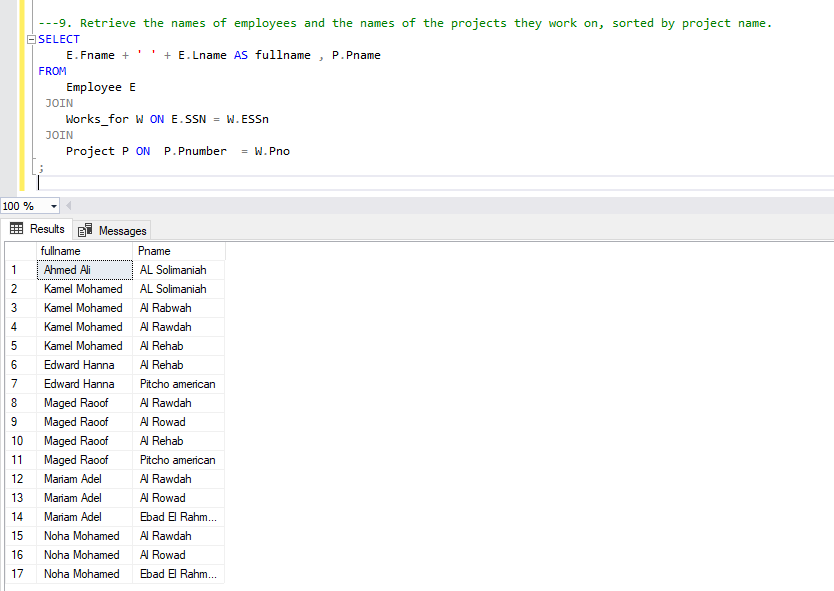 ---9. Retrieve the names of employees and the names of the projects they work on, sorted by project name.
SELECT
E.Fname + ' ' + E.Lname AS fullname , P.Pname
FROM
Employee E
JOIN
Works_for W ON E.SSN = W.ESSn
JOIN
Project P ON P.Pnumber = W.Pno
;
100 %
Results Messages
fullname Pname
1 Ahmed Ali AL Solimaniah
2 Kamel Mohamed AL Solimaniah
3 Kamel Mohamed Al Rabwah
4 Kamel Mohamed Al Rawdah
5 Kamel Mohamed Al Rehab
6 Edward Hanna Al Rehab
7 Edward Hanna Pitcho american
8 Maged Raoof Al Rawdah
9 Maged Raoof Al Rowad
10 Maged Raoof Al Rehab
11 Maged Raoof Pitcho american
12 Mariam Adel Al Rawdah
13 Mariam Adel Al Rowad
14 Mariam Adel Ebad El Rahm...
15 Noha Mohamed Al Rawdah
16 Noha Mohamed Al Rowad
17 Noha Mohamed Ebad El Rahm...